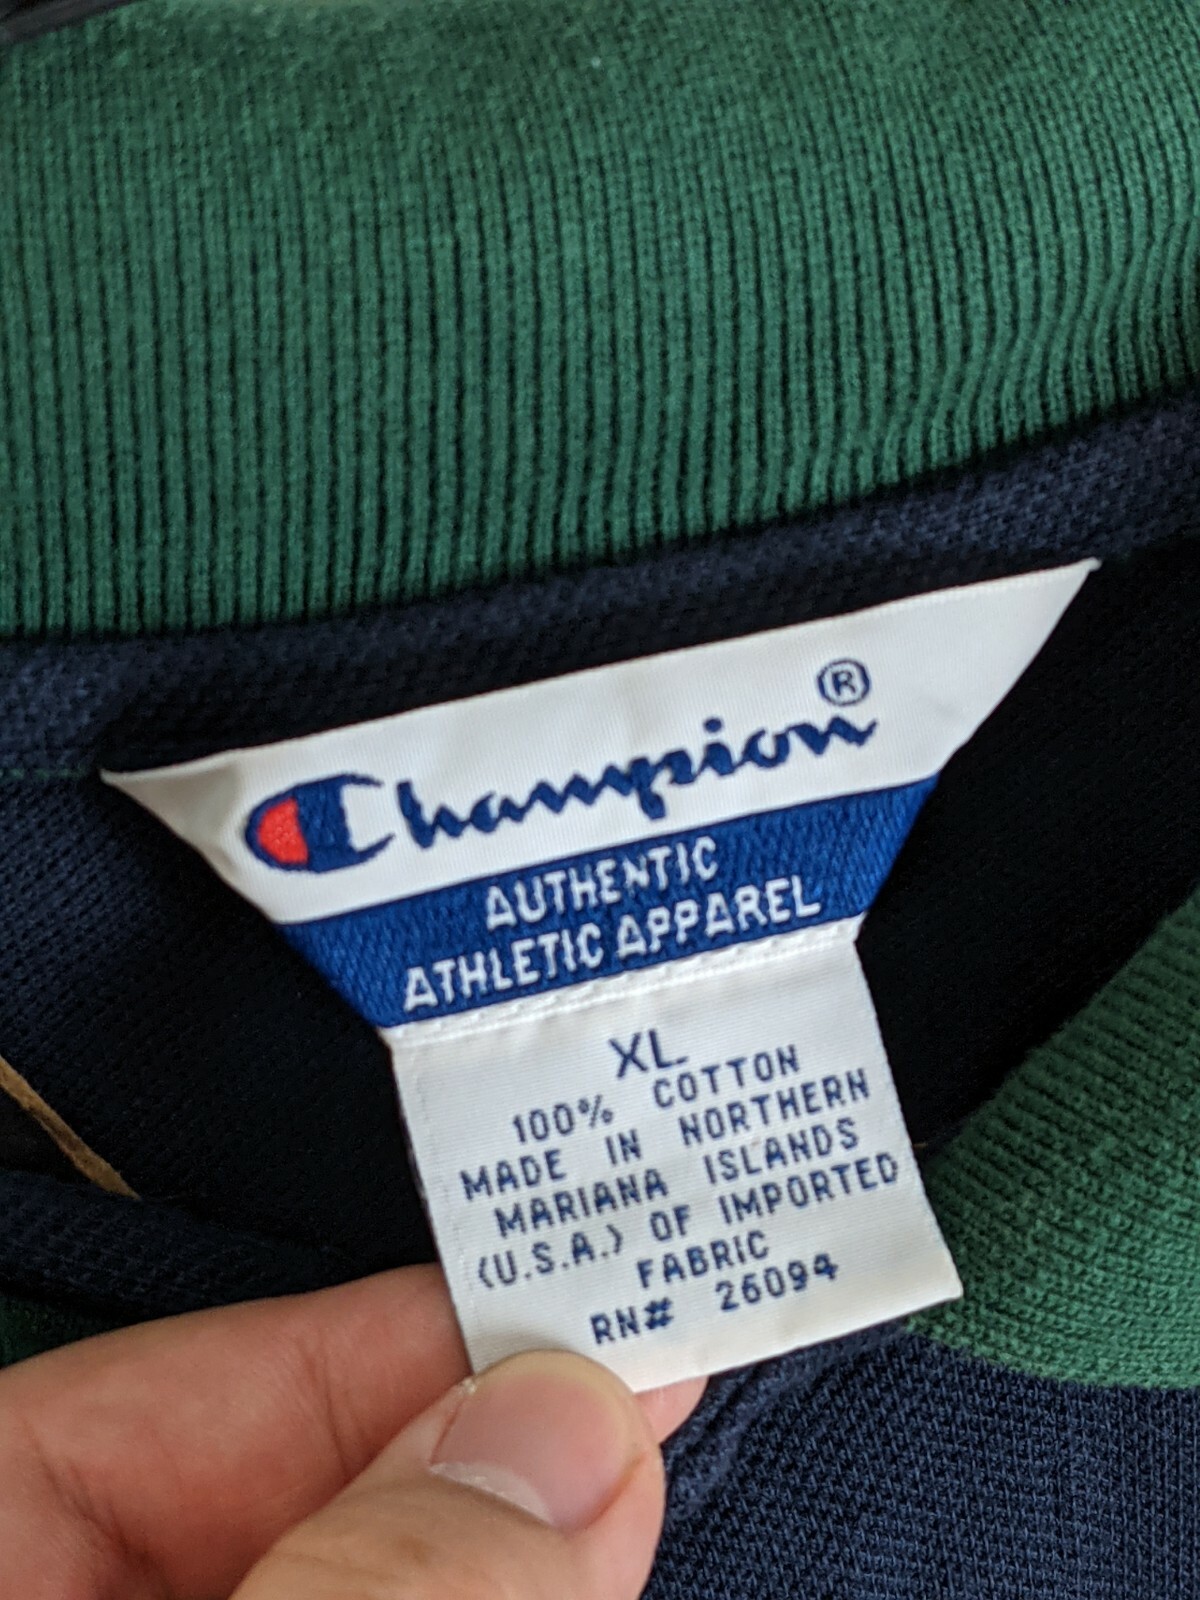 Champion®
AUTHENTIC
ATHLETIC APPAREL
XL
100% COTTON
MADE IN NORTHERN
MARIANA ISLANDS
(U.S.A.) OF IMPORTED
FABRIC
RN# 26094